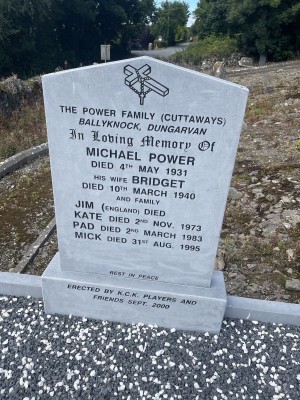 THE POWER FAMILY (CUTTAWAYS)
BALLYKNOCK, DUNGARVAN
In Loving Memory Of
MICHAEL POWER
DIED 4TH MAY 1931
HIS WIFE BRIDGET
DIED 10TH MARCH 1940
AND FAMILY
JIM (ENGLAND) DIED
KATE DIED 2ND NOV. 1973
PAD DIED 2ND MARCH 1983
MICK DIED 31ST AUG. 1995
REST IN PEACE
ERECTED BY K.C.K. PLAYERS AND
FRIENDS SEPT. 2000